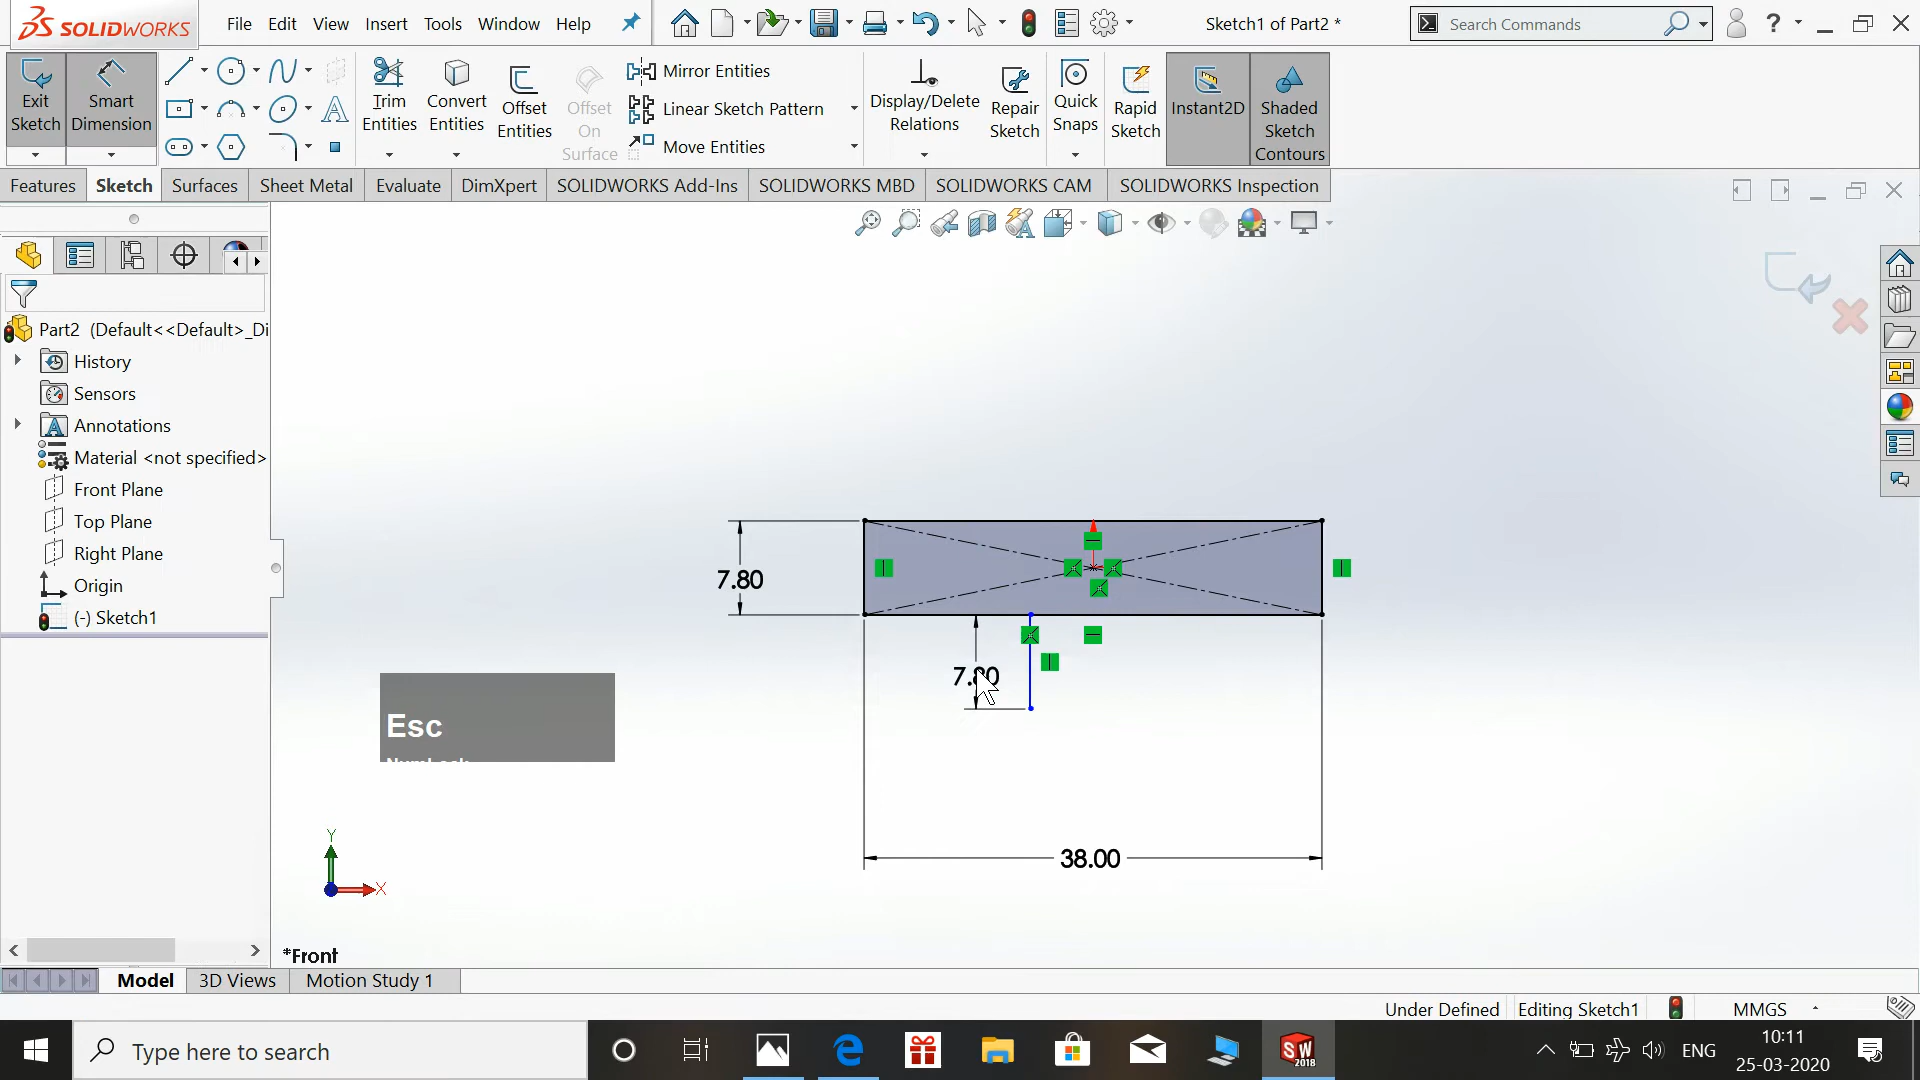 SOLIDWORKS
File Edit View Insert Tools Window Help
Sketch1 of Part2 *
Search Commands
Exit Sketch
Smart Dimension
Trim Entities
Convert Entities
Offset Entities
Offset On Surface
Mirror Entities
Linear Sketch Pattern
Move Entities
Display/Delete Relations
Repair Sketch
Quick Snaps
Rapid Sketch
Instant2D
Shaded Sketch Contours
Features Sketch Surfaces Sheet Metal Evaluate DimXpert SOLIDWORKS Add-Ins SOLIDWORKS MBD SOLIDWORKS CAM SOLIDWORKS Inspection
Part2 (Default<<Default>_Di
History
Sensors
Annotations
Material <not specified>
Front Plane
Top Plane
Right Plane
Origin
(-) Sketch1
7.80
7.80
38.00
Esc
NumLock
Y
X
*Front
Model 3D Views Motion Study 1
Under Defined Editing Sketch1 MMGS
Type here to search
SW
2018
ENG
10:11
25-03-2020